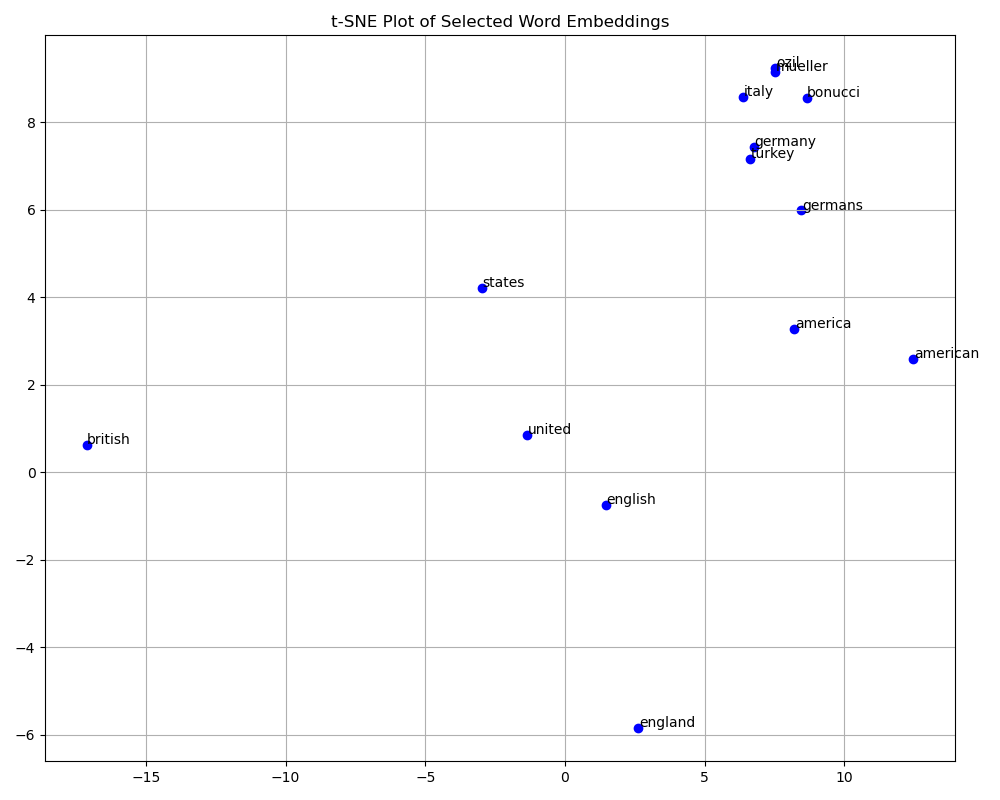 t-SNE Plot of Selected Word Embeddings
ozil
mueller
italy
bonucci
germany
turkey
germans
states
america
american
british
united
english
england
8
6
4
2
0
−2
−4
−6
−15
−10
−5
0
5
10